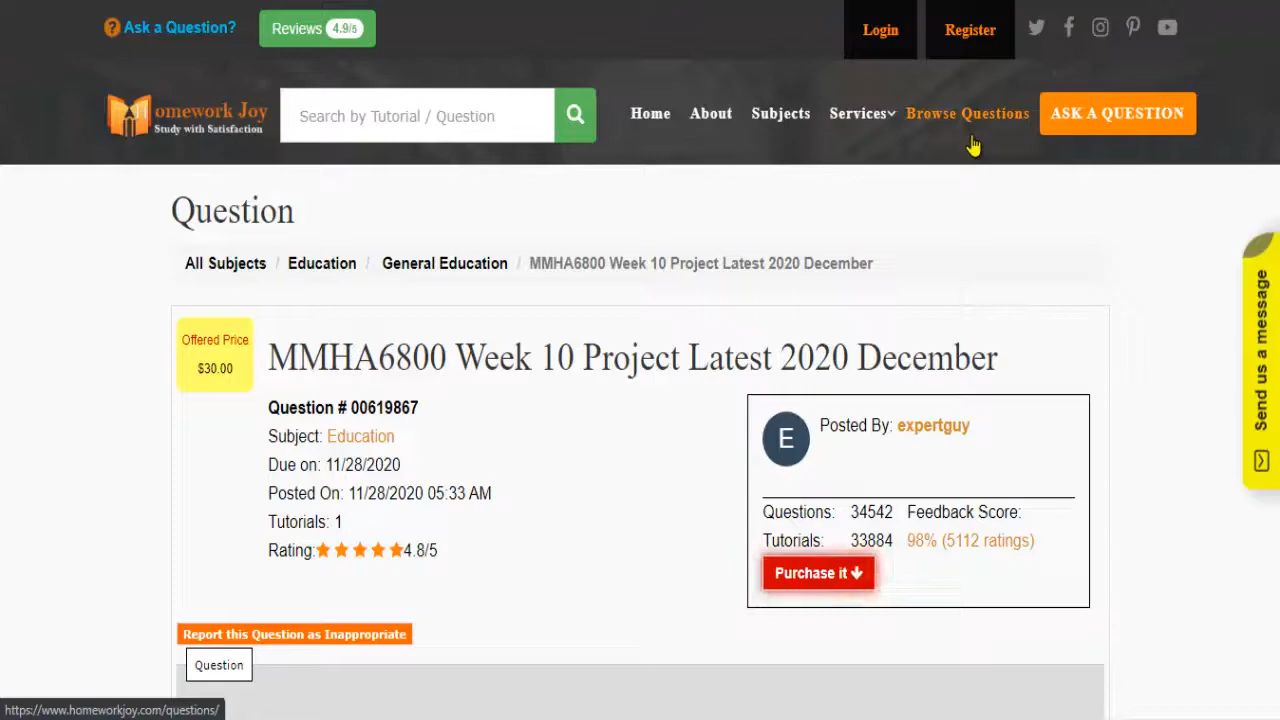 Ask a Question?
Reviews 4.9/5
Login
Register
omework Joy
Study with Satisfaction
Search by Tutorial / Question
Home
About
Subjects
Services
Browse Questions
ASK A QUESTION
Question
All Subjects / Education / General Education / MMHA6800 Week 10 Project Latest 2020 December
Offered Price
$30.00
MMHA6800 Week 10 Project Latest 2020 December
Question # 00619867
Subject: Education
Due on: 11/28/2020
Posted On: 11/28/2020 05:33 AM
Tutorials: 1
Rating: 4.8/5
E
Posted By: expertguy
Questions: 34542 Feedback Score:
Tutorials: 33884 98% (5112 ratings)
Purchase it
Report this Question as Inappropriate
Question
Send us a message
https://www.homeworkjoy.com/questions/